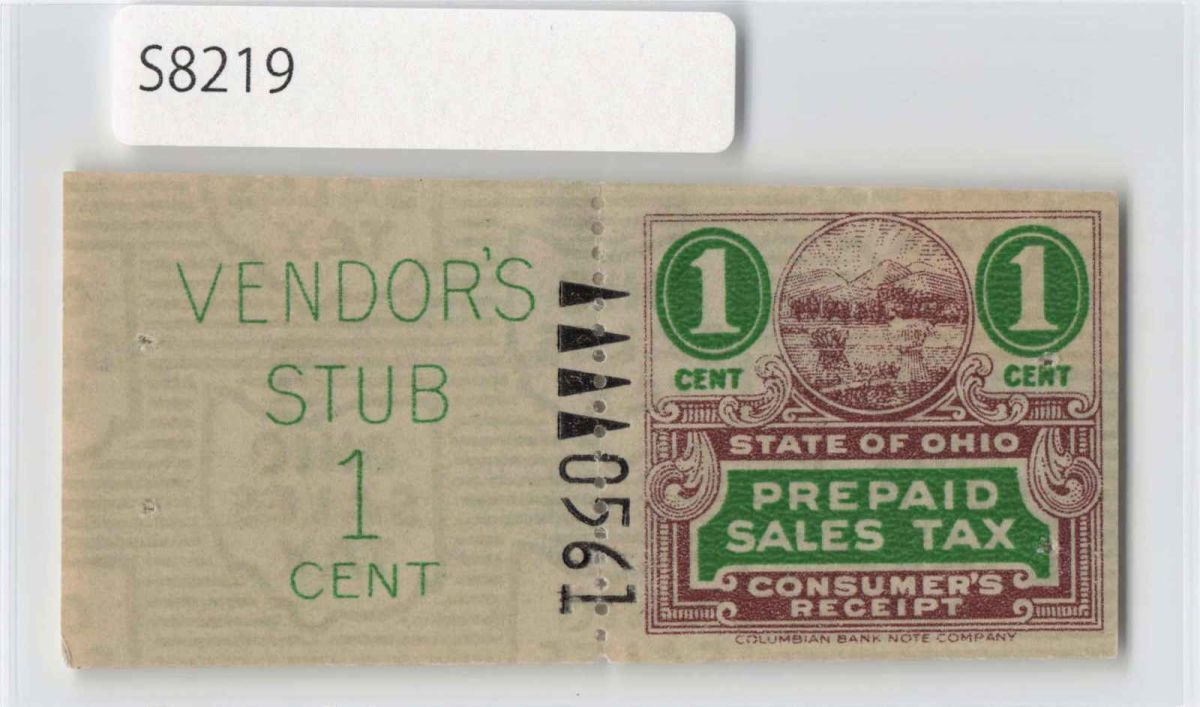 S8219
VENDOR'S
STUB
1
CENT
0561
1
CENT
1
CENT
STATE OF OHIO
PREPAID
SALES TAX
CONSUMER'S
RECEIPT
COLUMBIAN BANK NOTE COMPANY